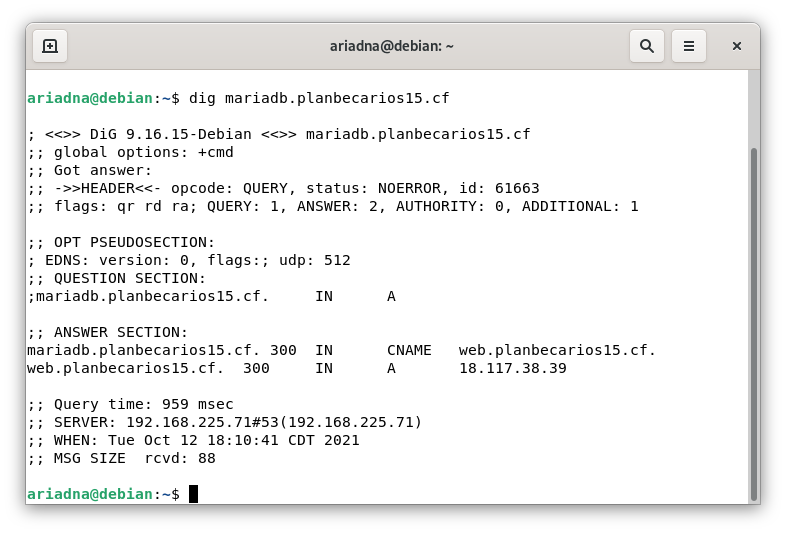 ariadna@debian: ~
ariadna@debian:~$ dig mariadb.planbecarios15.cf

; <<>> DiG 9.16.15-Debian <<>> mariadb.planbecarios15.cf
;; global options: +cmd
;; Got answer:
;; ->>HEADER<<- opcode: QUERY, status: NOERROR, id: 61663
;; flags: qr rd ra; QUERY: 1, ANSWER: 2, AUTHORITY: 0, ADDITIONAL: 1

;; OPT PSEUDOSECTION:
; EDNS: version: 0, flags:; udp: 512
;; QUESTION SECTION:
;mariadb.planbecarios15.cf.     IN      A

;; ANSWER SECTION:
mariadb.planbecarios15.cf. 300  IN      CNAME   web.planbecarios15.cf.
web.planbecarios15.cf.  300     IN      A       18.117.38.39

;; Query time: 959 msec
;; SERVER: 192.168.225.71#53(192.168.225.71)
;; WHEN: Tue Oct 12 18:10:41 CDT 2021
;; MSG SIZE  rcvd: 88

ariadna@debian:~$